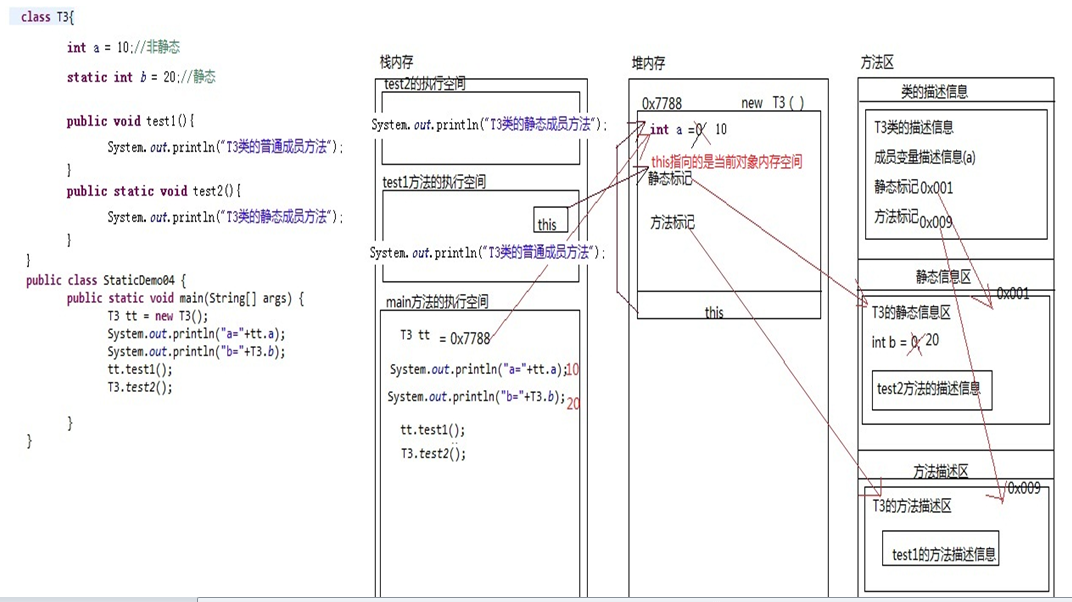 class T3{
int a = 10;//非静态
static int b = 20;//静态
public void test1(){
System.out.println("T3类的普通成员方法");
}
public static void test2(){
System.out.println("T3类的静态成员方法");
}
}
public class StaticDemo04 {
public static void main(String[] args) {
T3 tt = new T3();
System.out.println("a="+tt.a);
System.out.println("b="+T3.b);
tt.test1();
T3.test2();
}
}
栈内存
test2的执行空间
System.out.println("T3类的静态成员方法");
test1方法的执行空间
this
System.out.println("T3类的普通成员方法");
main方法的执行空间
T3 tt = 0x7788
System.out.println("a="+tt.a);10
System.out.println("b="+T3.b);20
tt.test1();
T3.test2();
堆内存
0x7788 new T3 ( )
int a =0 10
this指向的是当前对象内存空间
静态标记
方法标记
this
方法区
类的描述信息
T3类的描述信息
成员变量描述信息(a)
静态标记0x001
方法标记0x009
静态信息区
0x001
T3的静态信息区
int b = 0; 20
test2方法的描述信息
方法描述区
0x009
T3的方法描述区
test1的方法描述信息